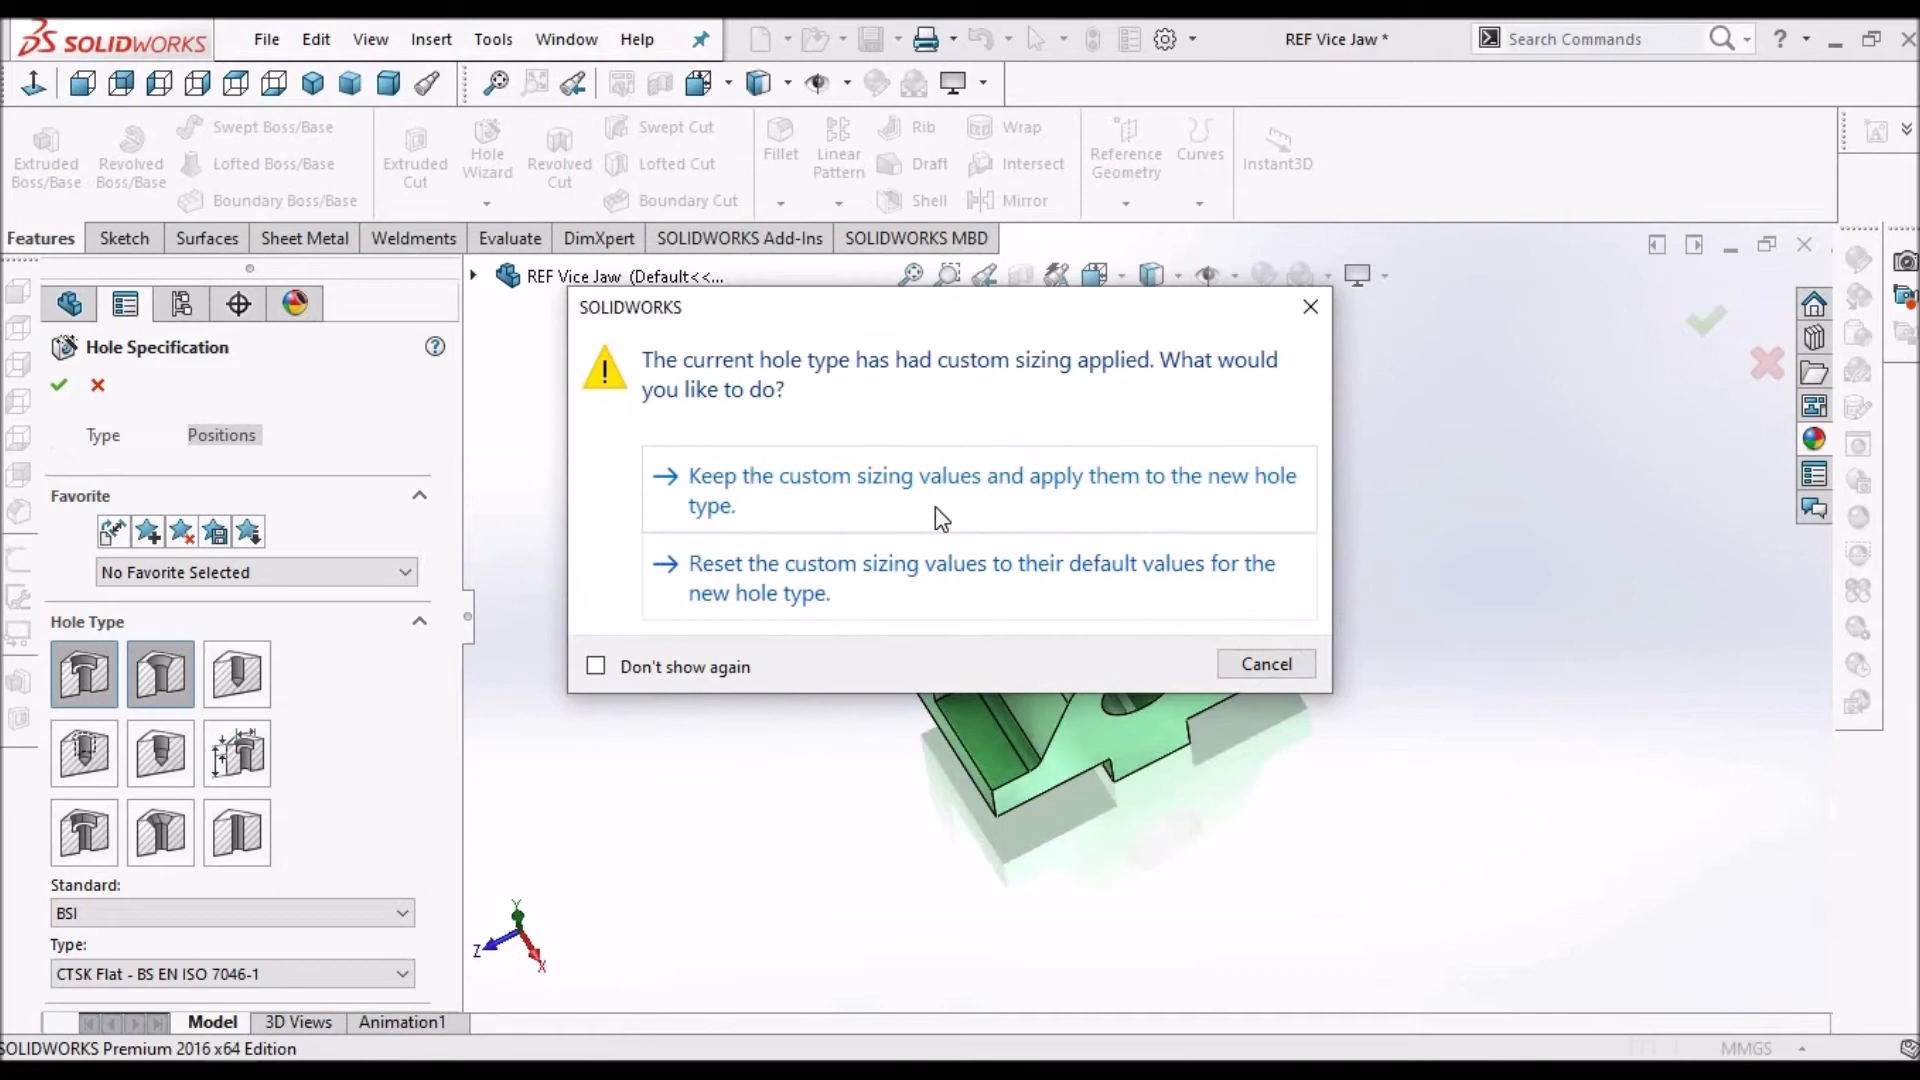 SOLIDWORKS
File Edit View Insert Tools Window Help
REF Vice Jaw *
Search Commands
Extruded Boss/Base
Revolved Boss/Base
Swept Boss/Base
Lofted Boss/Base
Boundary Boss/Base
Extruded Cut
Hole Wizard
Revolved Cut
Swept Cut
Lofted Cut
Boundary Cut
Fillet
Linear Pattern
Rib
Draft
Shell
Wrap
Intersect
Mirror
Reference Geometry
Curves
Instant3D
Features Sketch Surfaces Sheet Metal Weldments Evaluate DimXpert SOLIDWORKS Add-Ins SOLIDWORKS MBD
REF Vice Jaw (Default<<...
Hole Specification
Type Positions
Favorite
No Favorite Selected
Hole Type
Standard:
BSI
Type:
CTSK Flat - BS EN ISO 7046-1
SOLIDWORKS
The current hole type has had custom sizing applied. What would
you like to do?
Keep the custom sizing values and apply them to the new hole
type.
Reset the custom sizing values to their default values for the
new hole type.
Don't show again
Cancel
Y
Z
X
Model 3D Views Animation1
SOLIDWORKS Premium 2016 x64 Edition
MMGS